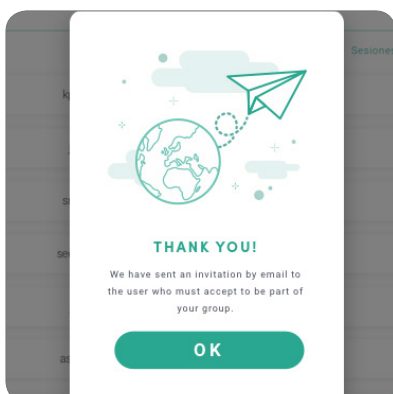 Sesiones
THANK YOU!
We have sent an invitation by email to
the user who must accept to be part of
your group.
OK